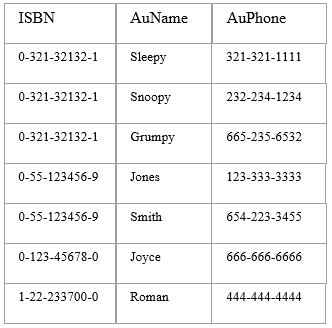 ISBN AuName AuPhone
0-321-32132-1 Sleepy 321-321-1111
0-321-32132-1 Snoopy 232-234-1234
0-321-32132-1 Grumpy 665-235-6532
0-55-123456-9 Jones 123-333-3333
0-55-123456-9 Smith 654-223-3455
0-123-45678-0 Joyce 666-666-6666
1-22-233700-0 Roman 444-444-4444